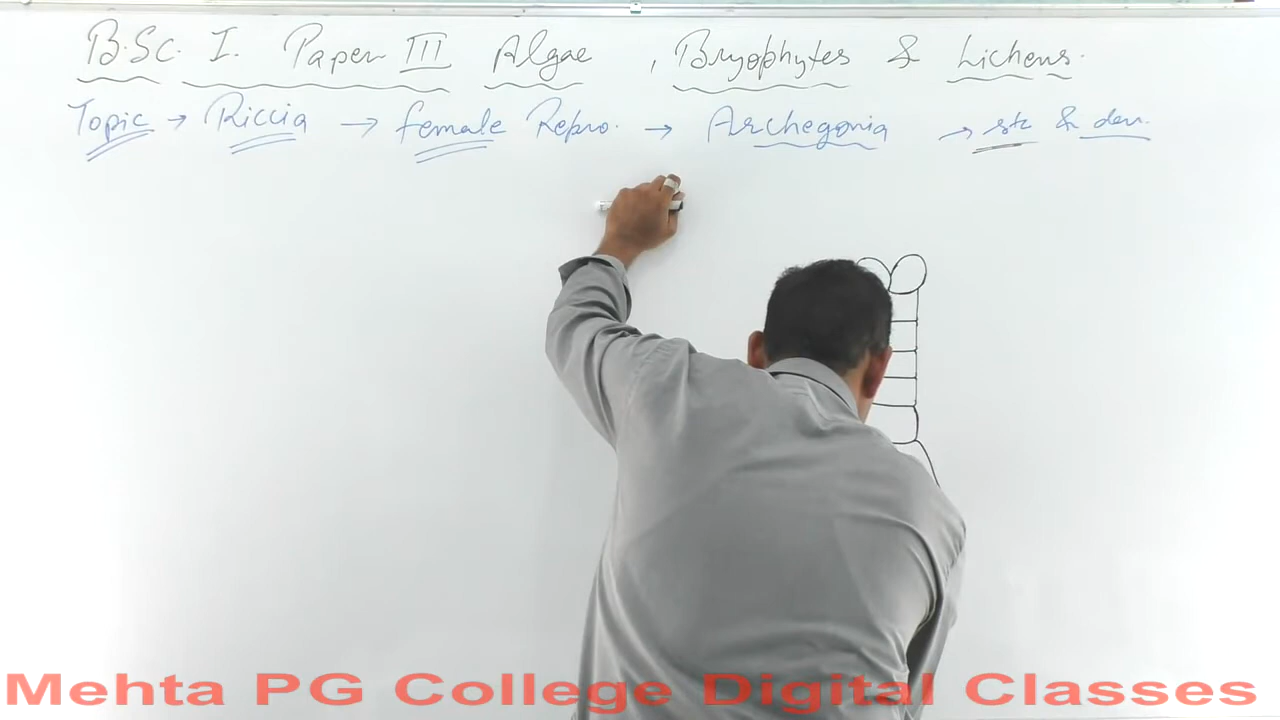 B.Sc. I. Paper III Algae, Bryophytes & Lichens.
Topic → Riccia → female Repro. → Archegonia → str & dev.
Mehta PG College Digital Classes